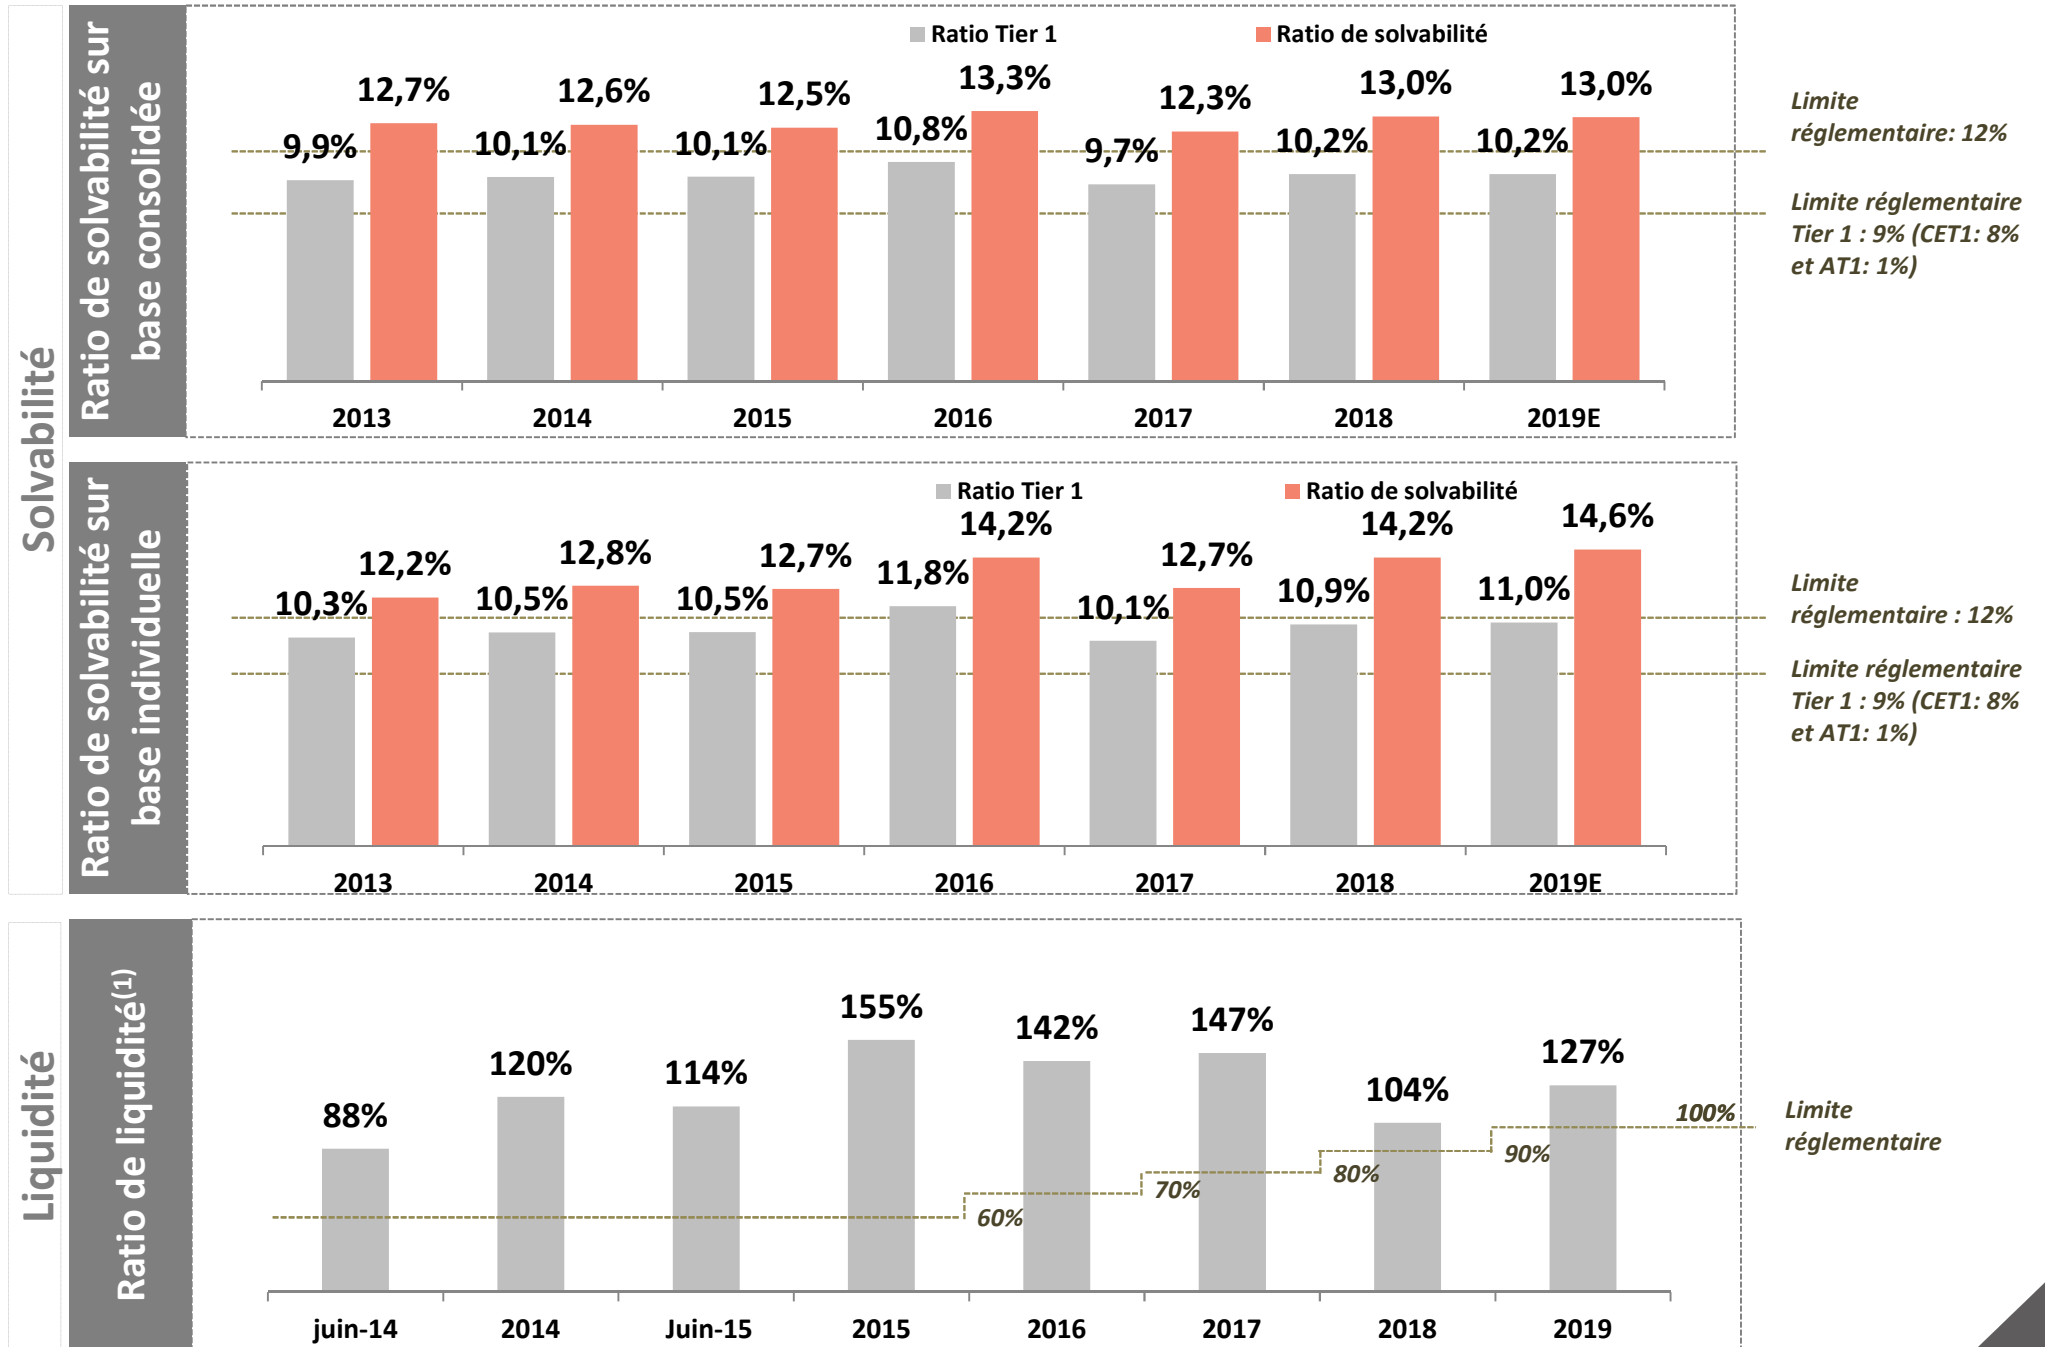 Solvabilité
Ratio de solvabilité sur
base consolidée
Ratio Tier 1
Ratio de solvabilité
9,9%
12,7%
10,1%
12,6%
10,1%
12,5%
10,8%
13,3%
9,7%
12,3%
10,2%
13,0%
10,2%
13,0%
2013
2014
2015
2016
2017
2018
2019E
Limite
réglementaire: 12%
Limite réglementaire
Tier 1 : 9% (CET1: 8%
et AT1: 1%)
Ratio de solvabilité sur
base individuelle
Ratio Tier 1
Ratio de solvabilité
10,3%
12,2%
10,5%
12,8%
10,5%
12,7%
11,8%
14,2%
10,1%
12,7%
10,9%
14,2%
11,0%
14,6%
2013
2014
2015
2016
2017
2018
2019E
Limite
réglementaire : 12%
Limite réglementaire
Tier 1 : 9% (CET1: 8%
et AT1: 1%)
Liquidité
Ratio de liquidité(1)
88%
120%
114%
155%
142%
147%
104%
127%
60%
70%
80%
90%
100%
juin-14
2014
Juin-15
2015
2016
2017
2018
2019
Limite
réglementaire